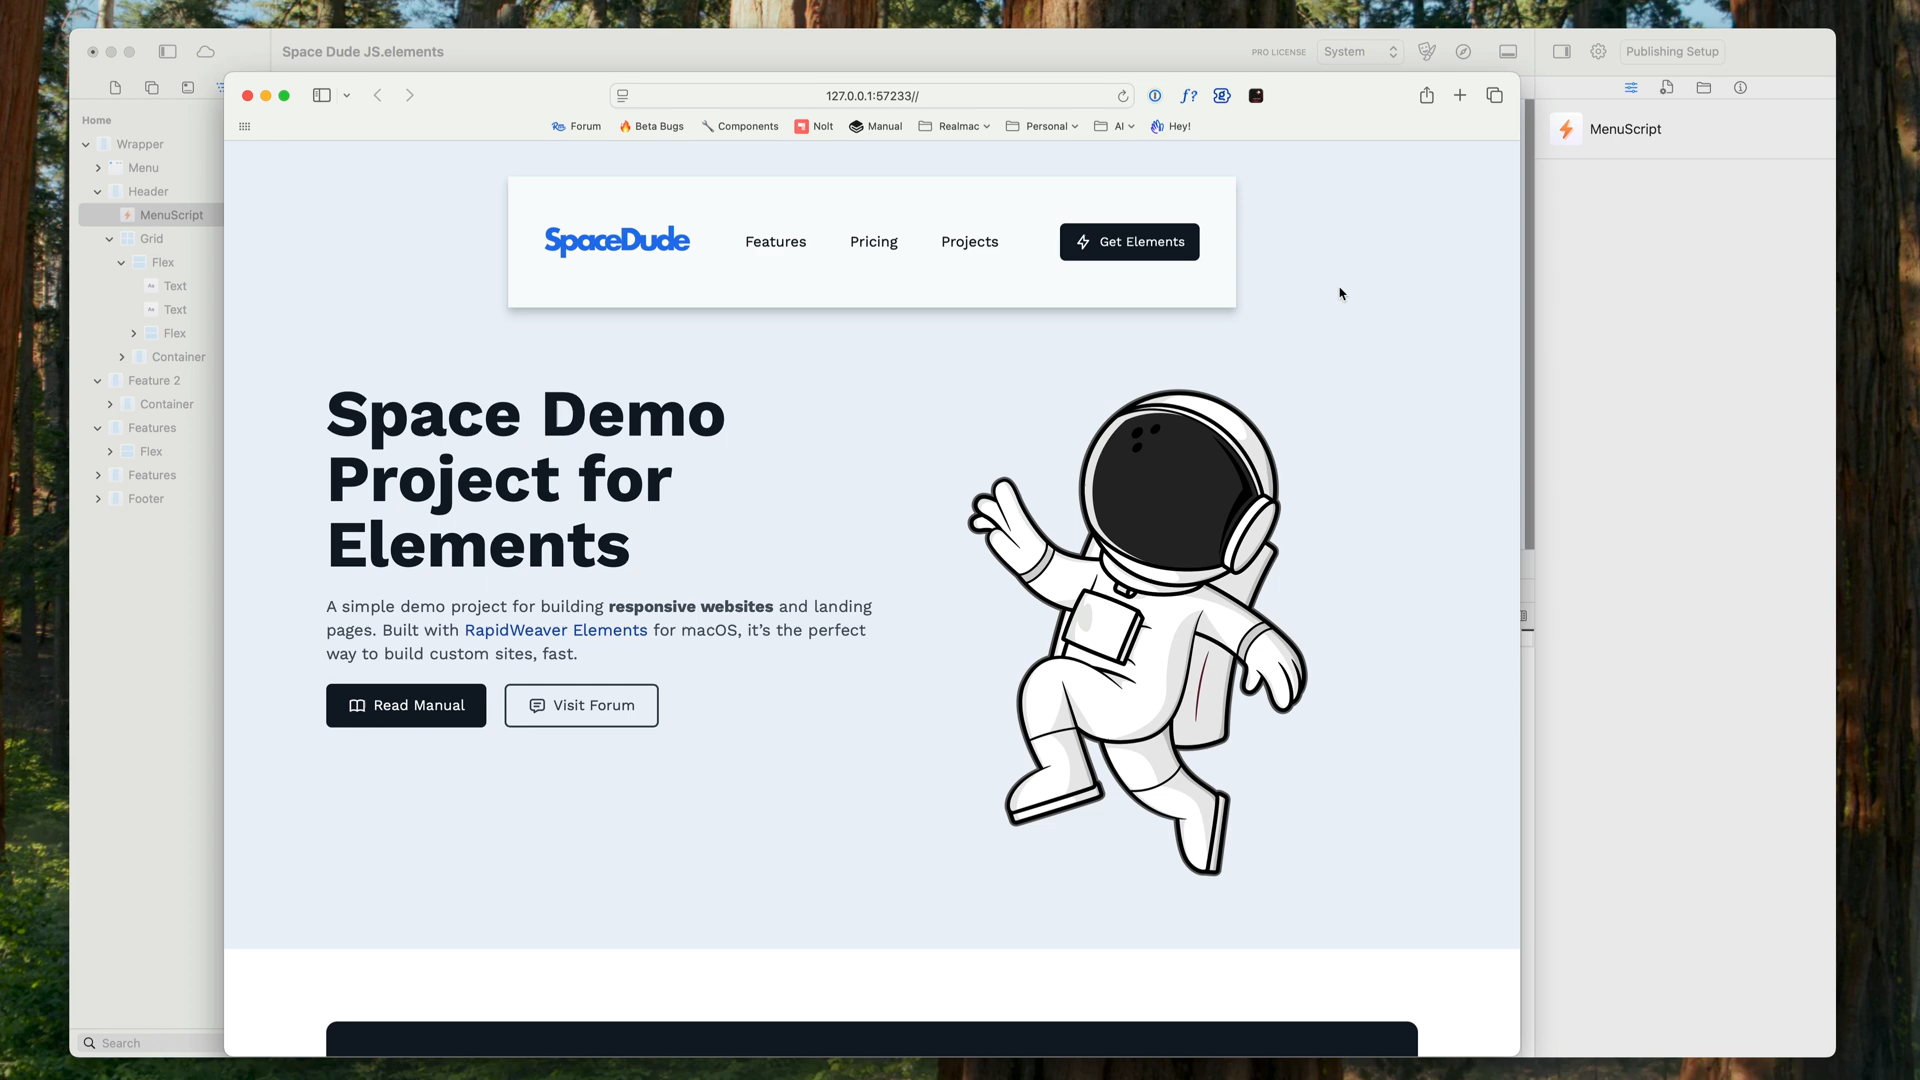 Space Dude JS.elements
PRO LICENSE
System
Publishing Setup
127.0.0.1:57233//
Forum
Beta Bugs
Components
Nolt
Manual
Realmac
Personal
AI
Hey!
MenuScript
Home
Wrapper
Menu
Header
MenuScript
Grid
Flex
Text
Text
Flex
Container
Feature 2
Container
Features
Flex
Features
Footer
Search
SpaceDude
Features
Pricing
Projects
Get Elements
Space Demo
Project for
Elements
A simple demo project for building responsive websites and landing
pages. Built with RapidWeaver Elements for macOS, it's the perfect
way to build custom sites, fast.
Read Manual
Visit Forum